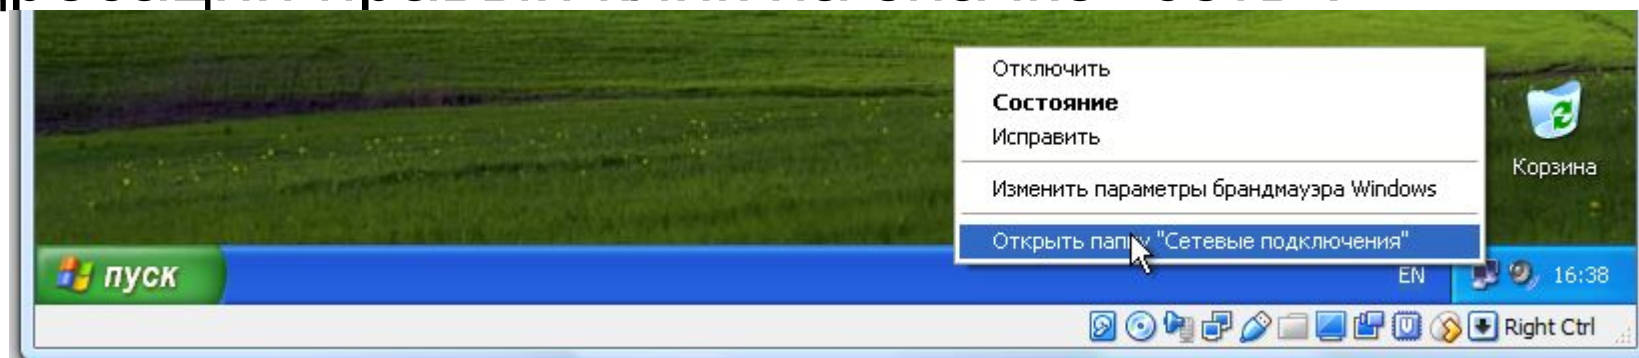 Отключить
Состояние
Исправить
Корзина
Изменить параметры брандмауэра Windows
Открыть папку "Сетевые подключения"
пуск
EN
16:38
Right Ctrl